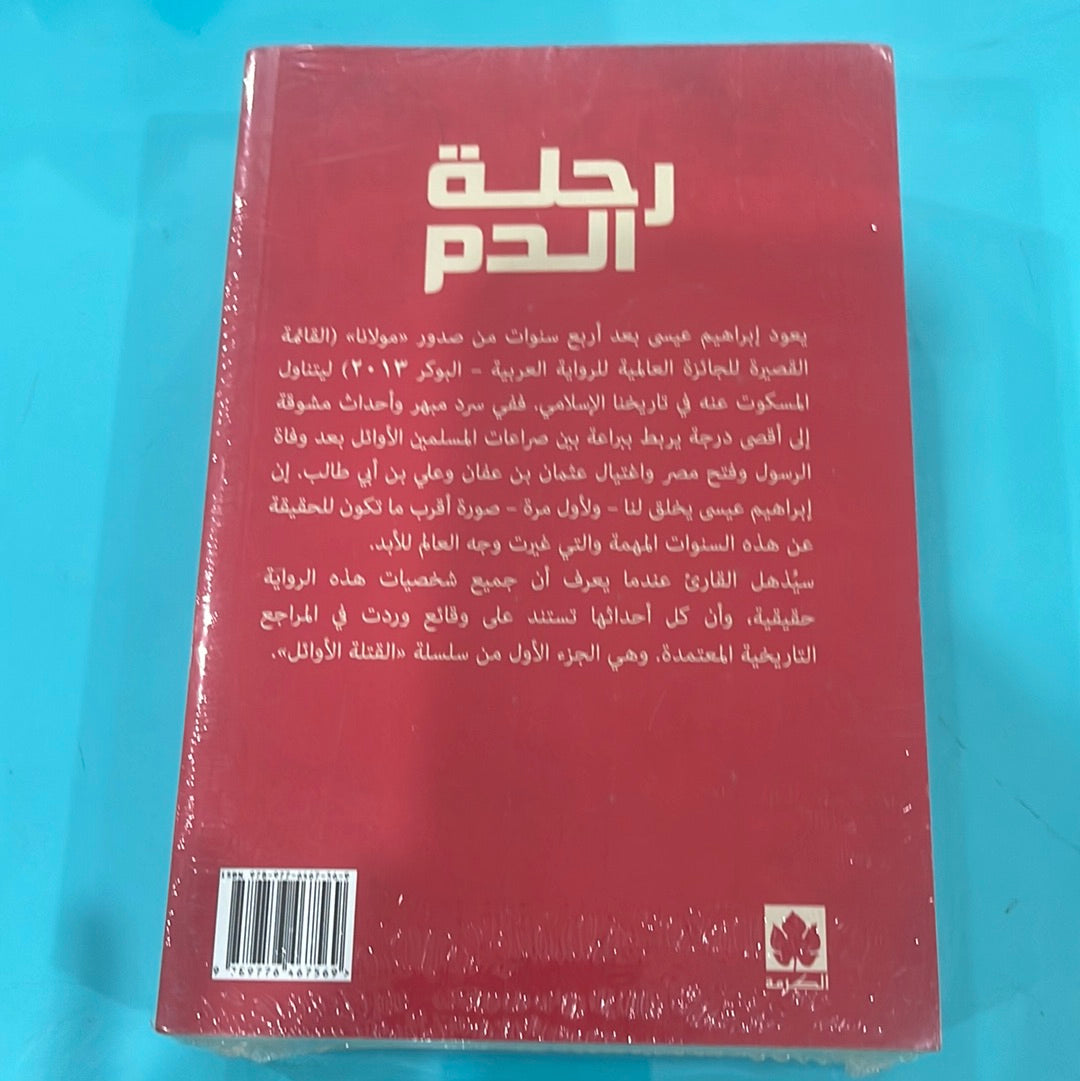 رحلة
الدم
يعود إبراهيم عيسى بعد أربع سنوات من صدور «مولانا» (القائمة
القصيرة للجائزة العالمية للرواية العربية - البوكر ٢٠١٣) ليتناول
المسكوت عنه في تاريخنا الإسلامي. ففي سرد مبهر وأحداث مشوقة
إلى أقصى درجة يربط ببراعة بين صراعات المسلمين الأوائل بعد وفاة
الرسول وفتح مصر واغتيال عثمان بن عفان وعلي بن أبي طالب. إن
إبراهيم عيسى يخلق لنا - ولأول مرة - صورة أقرب ما تكون للحقيقة
عن هذه السنوات المهمة والتي غيرت وجه العالم للأبد.
سيُذهل القارئ عندما يعرف أن جميع شخصيات هذه الرواية
حقيقية، وأن كل أحداثها تستند على وقائع وردت في المراجع
التاريخية المعتمدة. وهي الجزء الأول من سلسلة «القتلة الأوائل».
ISBN
الكرمة